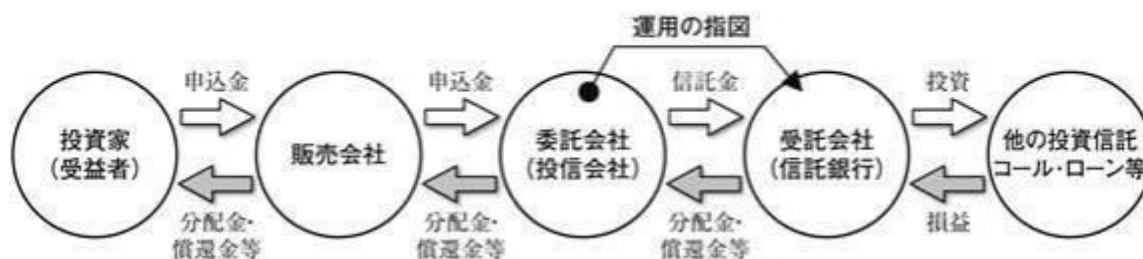 運用の指図
申込金
申込金
信託金
投資
投資家
(受益者)
販売会社
委託会社
(投信会社)
受託会社
(信託銀行)
他の投資信託
コール・ローン等
分配金・
償還金等
分配金・
償還金等
分配金・
償還金等
損益